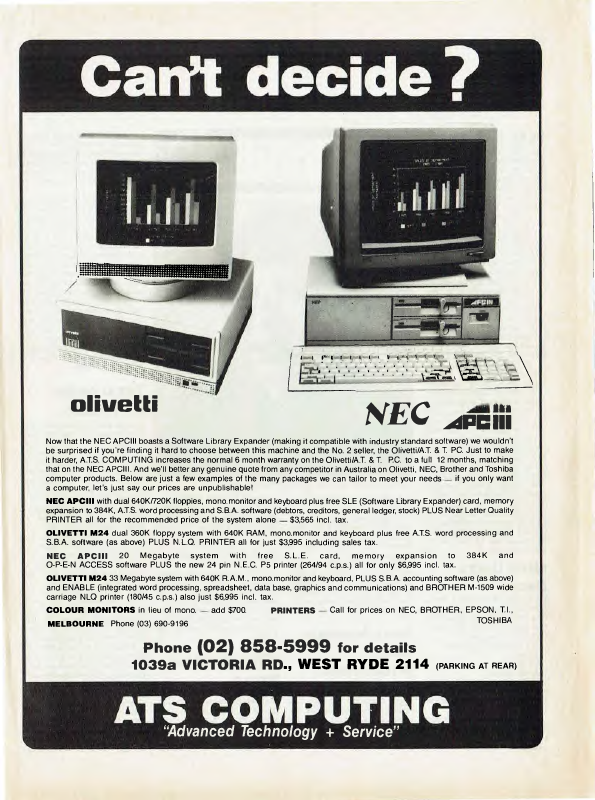 Can't decide?
olivetti
NEC APCIII
Now that the NEC APCIII boasts a Software Library Expander (making it compatible with industry standard software) we wouldn't
be surprised if you're finding it hard to choose between this machine and the No. 2 seller, the Olivetti/A.T. & T. PC. Just to make
it harder, A.T.S. COMPUTING increases the normal 6 month warranty on the Olivetti/A.T. & T. P.C. to a full 12 months, matching
that on the NEC APCIII. And we'll better any genuine quote from any competitor in Australia on Olivetti, NEC, Brother and Toshiba
computer products. Below are just a few examples of the many packages we can tailor to meet your needs — if you only want
a computer, let's just say our prices are unpublishable!
NEC APCIII with dual 640K/720K floppies, mono.monitor and keyboard plus free SLE (Software Library Expander) card, memory
expansion to 384K, A.T.S. word processing and S.B.A. software (debtors, creditors, general ledger, stock) PLUS Near Letter Quality
PRINTER all for the recommended price of the system alone — $3,565 incl. tax.
OLIVETTI M24 dual 360K floppy system with 640K RAM, mono.monitor and keyboard plus free A.T.S. word processing and
S.B.A. software (as above) PLUS N.L.Q. PRINTER all for just $3,995 including sales tax.
NEC APCIII 20 Megabyte system with free S.L.E. card, memory expansion to 384K and
O-P-E-N ACCESS software PLUS the new 24 pin N.E.C. P5 printer (264/94 c.p.s.) all for only $6,995 incl. tax.
OLIVETTI M24 33 Megabyte system with 640K R.A.M., mono.monitor and keyboard, PLUS S.B.A. accounting software (as above)
and ENABLE (integrated word processing, spreadsheet, data base, graphics and communications) and BROTHER M-1509 wide
carriage NLQ printer (180/45 c.p.s.) also just $6,995 incl. tax.
COLOUR MONITORS in lieu of mono. — add $700. PRINTERS — Call for prices on NEC, BROTHER, EPSON, T.I.,
TOSHIBA
MELBOURNE Phone (03) 690-9196
Phone (02) 858-5999 for details
1039a VICTORIA RD., WEST RYDE 2114 (PARKING AT REAR)
ATS COMPUTING
"Advanced Technology + Service"